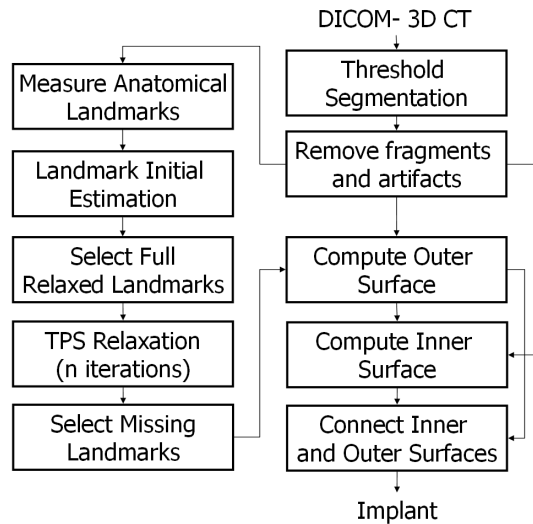 DICOM- 3D CT
Threshold
Segmentation
Remove fragments
and artifacts
Measure Anatomical
Landmarks
Landmark Initial
Estimation
Select Full
Relaxed Landmarks
TPS Relaxation
(n iterations)
Select Missing
Landmarks
Compute Outer
Surface
Compute Inner
Surface
Connect Inner
and Outer Surfaces
Implant